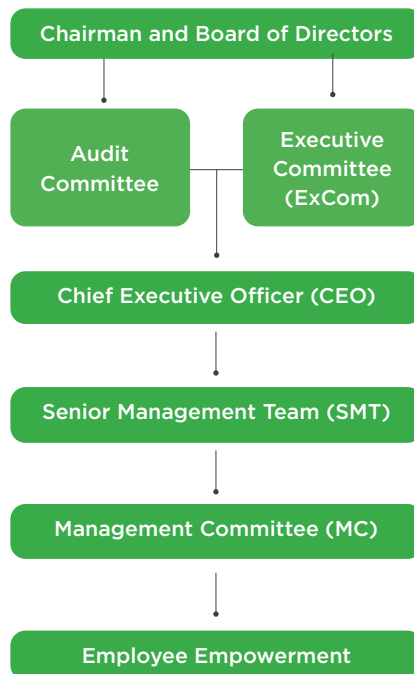 Chairman and Board of Directors
Audit
Committee
Executive
Committee
(ExCom)
Chief Executive Officer (CEO)
Senior Management Team (SMT)
Management Committee (MC)
Employee Empowerment